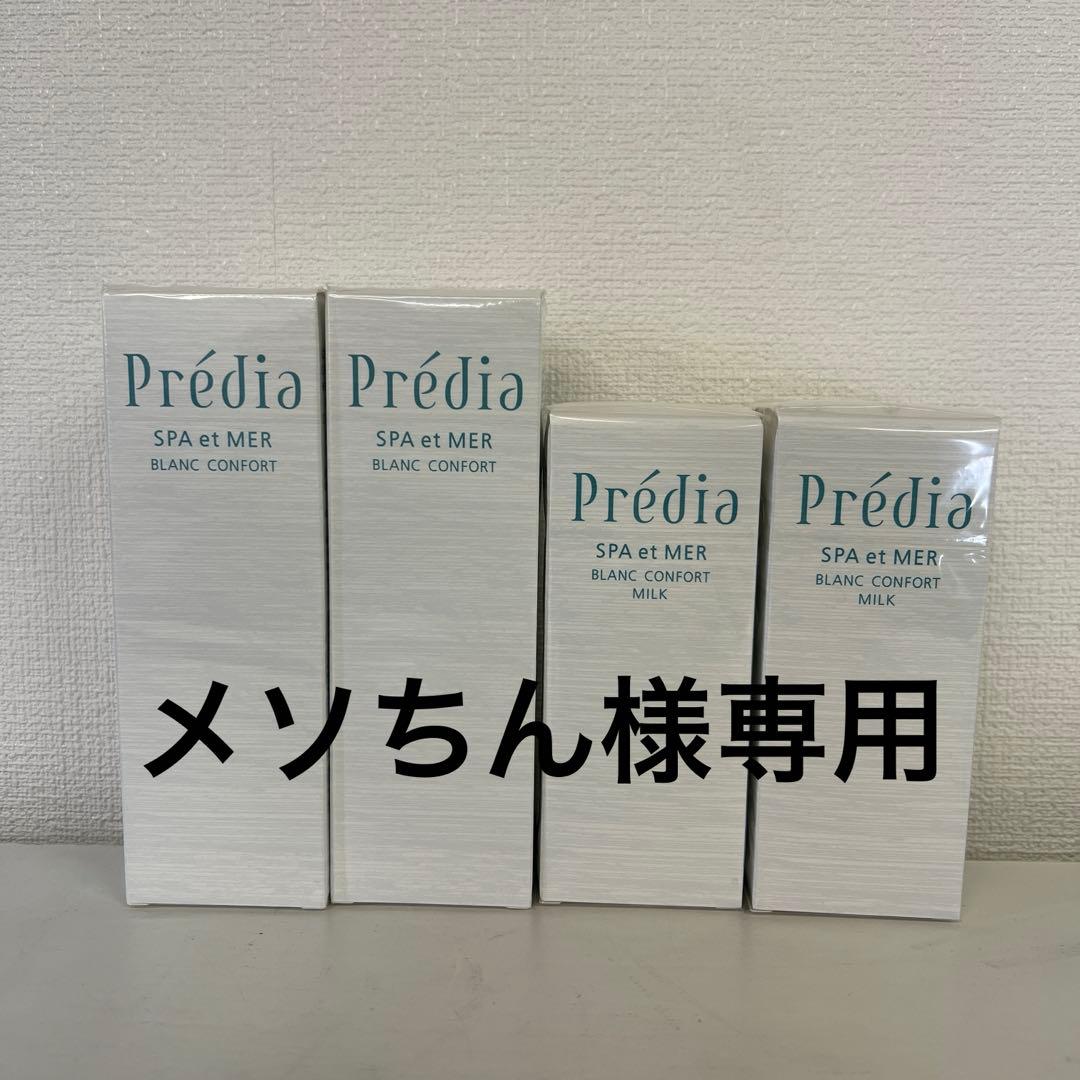 Prédia
SPA et MER
BLANC CONFORT
Prédia
SPA et MER
BLANC CONFORT
Prédia
SPA et MER
BLANC CONFORT
MILK
Prédia
SPA et MER
BLANC CONFORT
MILK
メソちん様専用